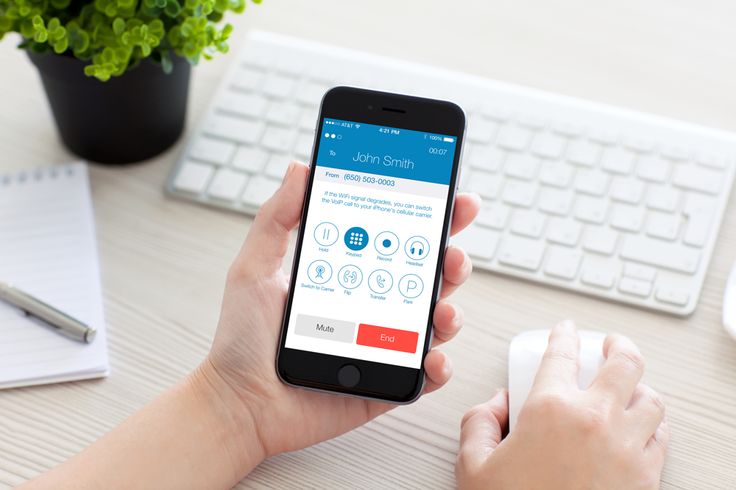 AT&T 4:21 PM 100%
00:07
To John Smith
From (650) 503-0003
If the WiFi signal degrades, you can switch
the VoIP call to your iPhone's cellular carrier
Hold Keypad Record Headset
Switch to Carrier Flip Transfer Park
Mute End